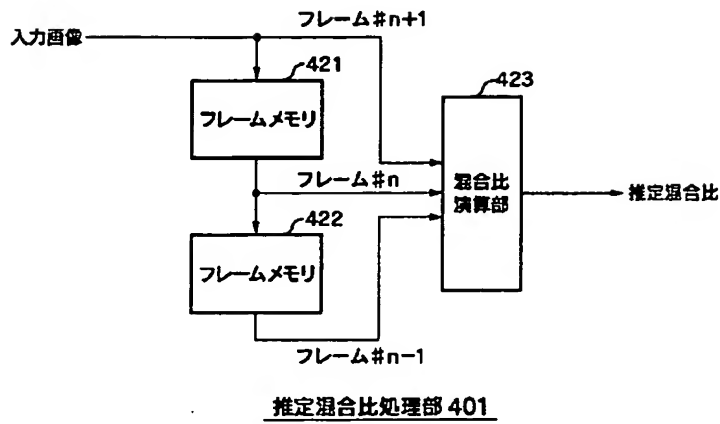 フレーム#n+1
入力画像
421
フレームメモリ
423
フレーム#n
混合比
演算部
推定混合比
422
フレームメモリ
フレーム#n-1
推定混合比処理部 401